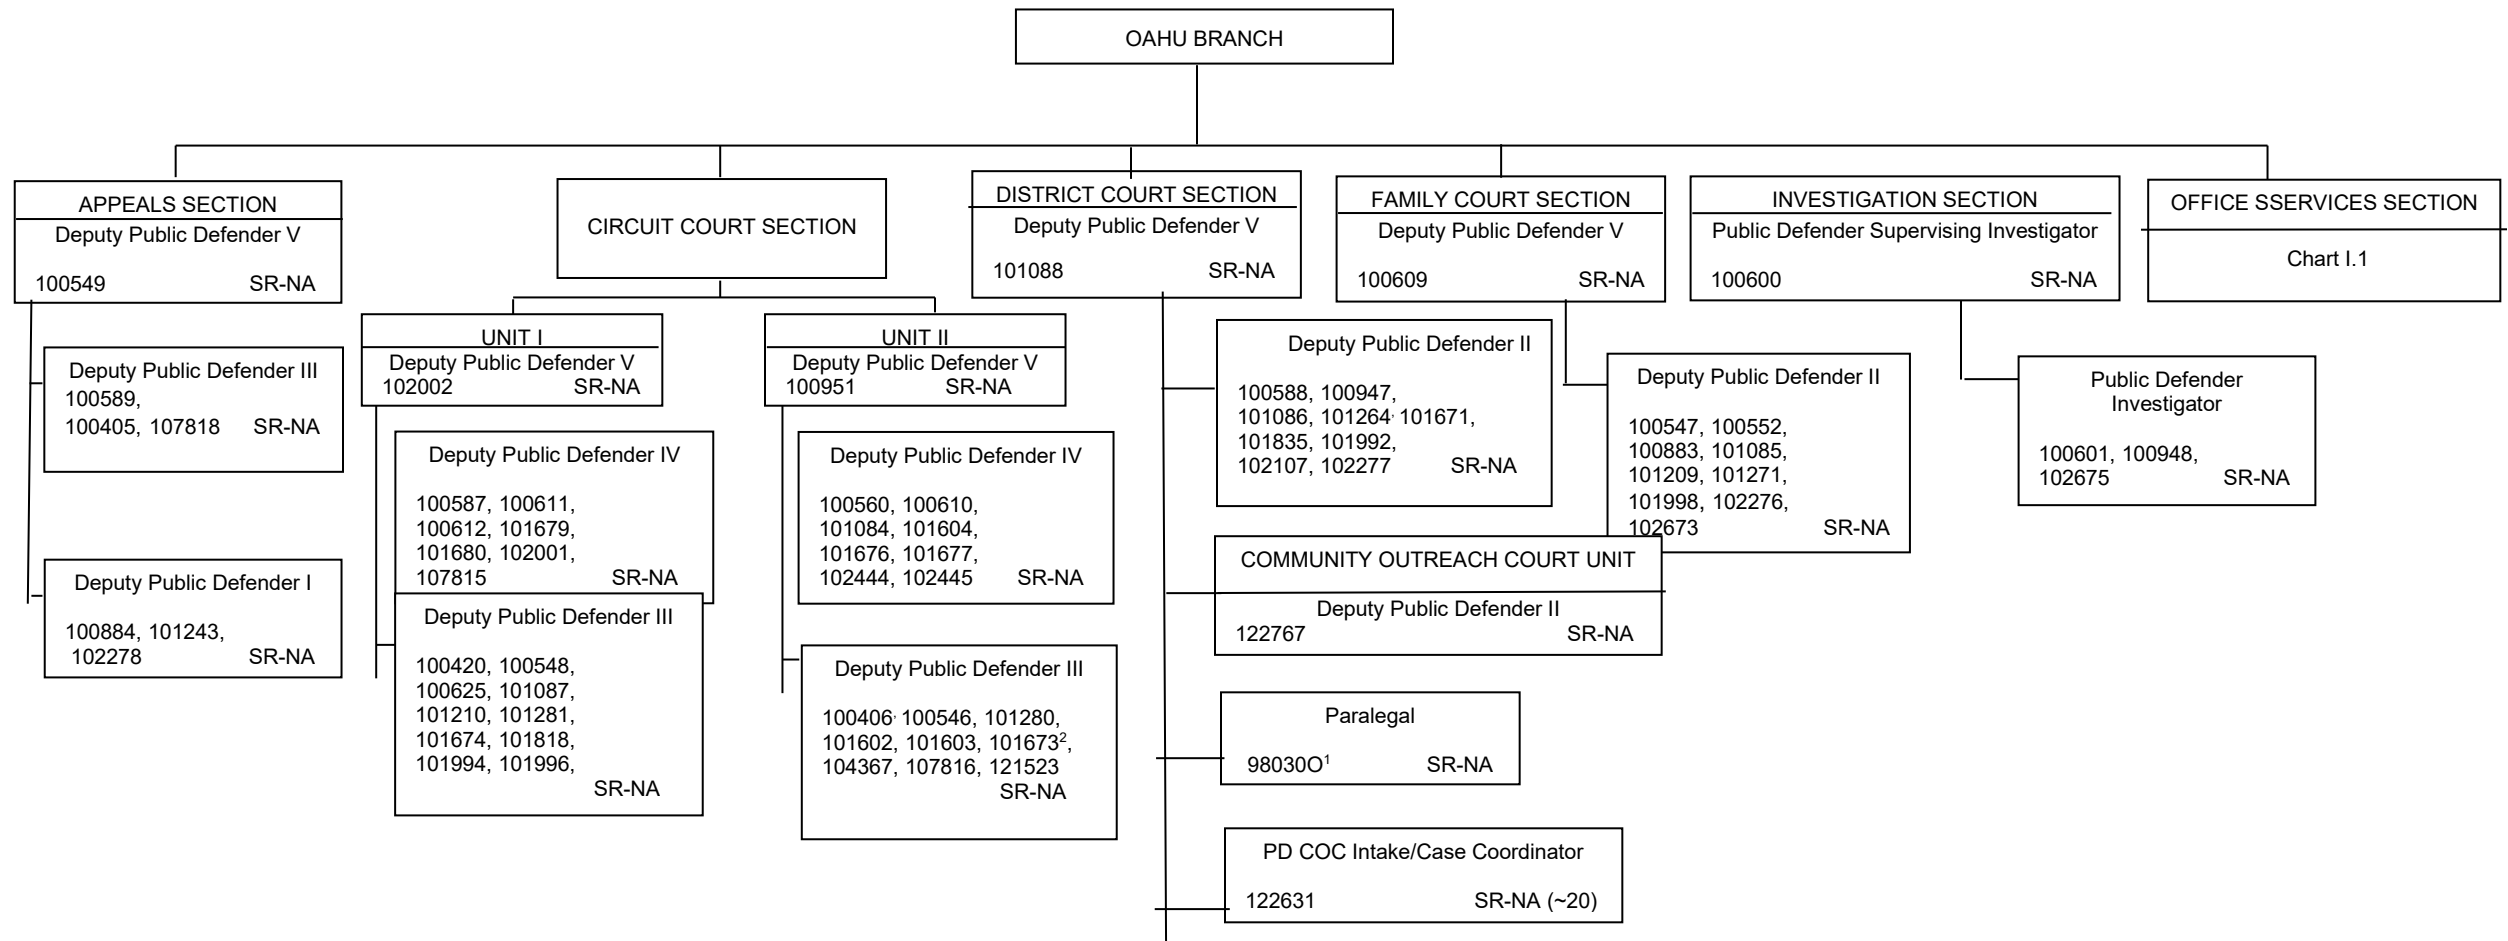 OAHU BRANCH
APPEALS SECTION
Deputy Public Defender V
100549 SR-NA
Deputy Public Defender III
100589,
100405, 107818 SR-NA
Deputy Public Defender I
100884, 101243,
102278 SR-NA
CIRCUIT COURT SECTION
UNIT I
Deputy Public Defender V
102002 SR-NA
Deputy Public Defender IV
100587, 100611,
100612, 101679,
101680, 102001,
107815 SR-NA
Deputy Public Defender III
100420, 100548,
100625, 101087,
101210, 101281,
101674, 101818,
101994, 101996,
SR-NA
UNIT II
Deputy Public Defender V
100951 SR-NA
Deputy Public Defender IV
100560, 100610,
101084, 101604,
101676, 101677,
102444, 102445 SR-NA
Deputy Public Defender III
100406, 100546, 101280,
101602, 101603, 101673²,
104367, 107816, 121523
SR-NA
DISTRICT COURT SECTION
Deputy Public Defender V
101088 SR-NA
Deputy Public Defender II
100588, 100947,
101086, 101264, 101671,
101835, 101992,
102107, 102277 SR-NA
COMMUNITY OUTREACH COURT UNIT
Deputy Public Defender II
122767 SR-NA
Paralegal
98030O¹ SR-NA
PD COC Intake/Case Coordinator
122631 SR-NA (~20)
FAMILY COURT SECTION
Deputy Public Defender V
100609 SR-NA
Deputy Public Defender II
100547, 100552,
100883, 101085,
101209, 101271,
101998, 102276,
102673 SR-NA
INVESTIGATION SECTION
Public Defender Supervising Investigator
100600 SR-NA
Public Defender
Investigator
100601, 100948,
102675 SR-NA
OFFICE SSERVICES SECTION
Chart I.1